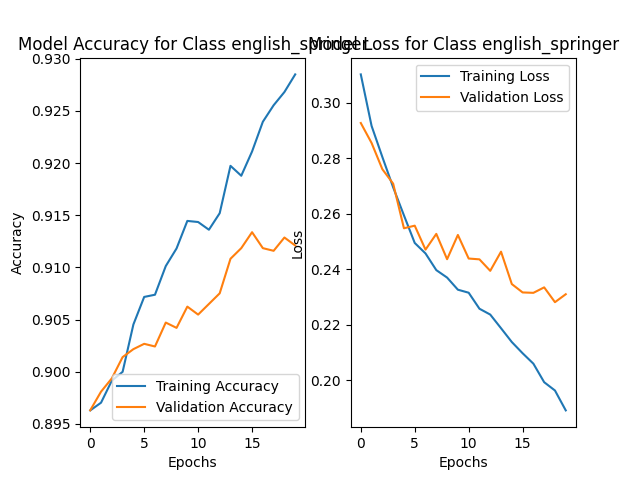 Model Accuracy for Class english_springer
Model Loss for Class english_springer
0.930
0.925
0.920
0.915
0.910
0.905
0.900
0.895
Accuracy
0
5
10
15
Epochs
Training Accuracy
Validation Accuracy
0.30
0.28
0.26
0.24
0.22
0.20
Loss
0
5
10
15
Epochs
Training Loss
Validation Loss